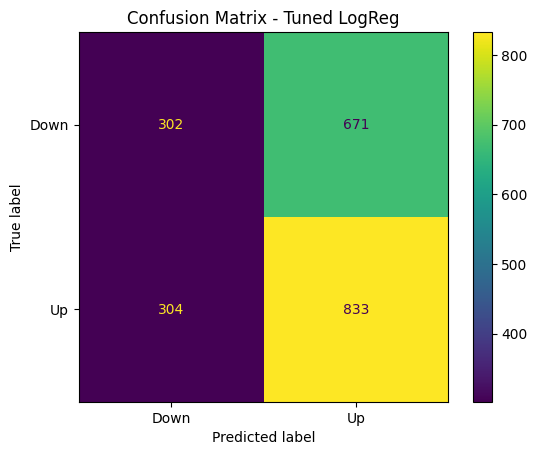 Confusion Matrix - Tuned LogReg
True label
Down
302
671
Up
304
833
Down
Up
Predicted label
800
700
600
500
400